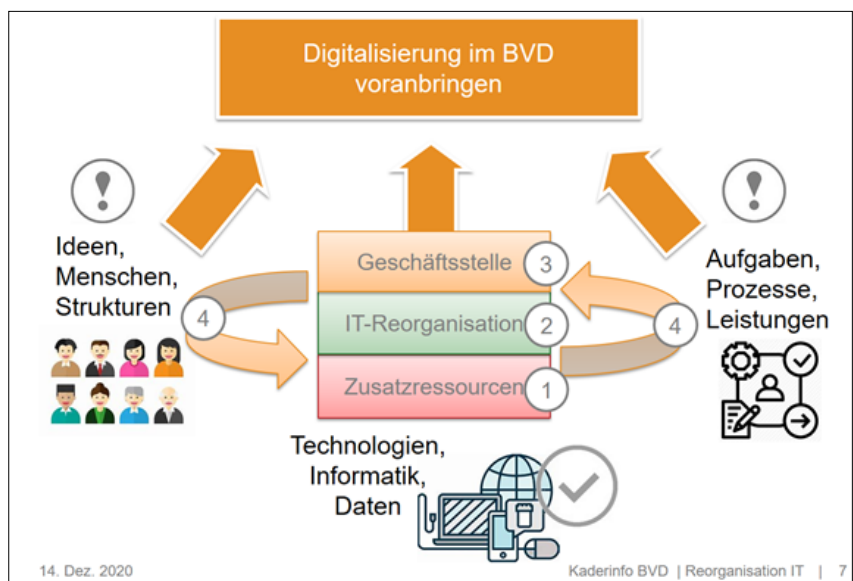 Digitalisierung im BVD
voranbringen
!
!
Ideen,
Menschen,
Strukturen
Geschäftsstelle 3
IT-Reorganisation 2
Zusatzressourcen 1
4
4
Aufgaben,
Prozesse,
Leistungen
Technologien,
Informatik,
Daten
14. Dez. 2020
Kaderinfo BVD | Reorganisation IT | 7